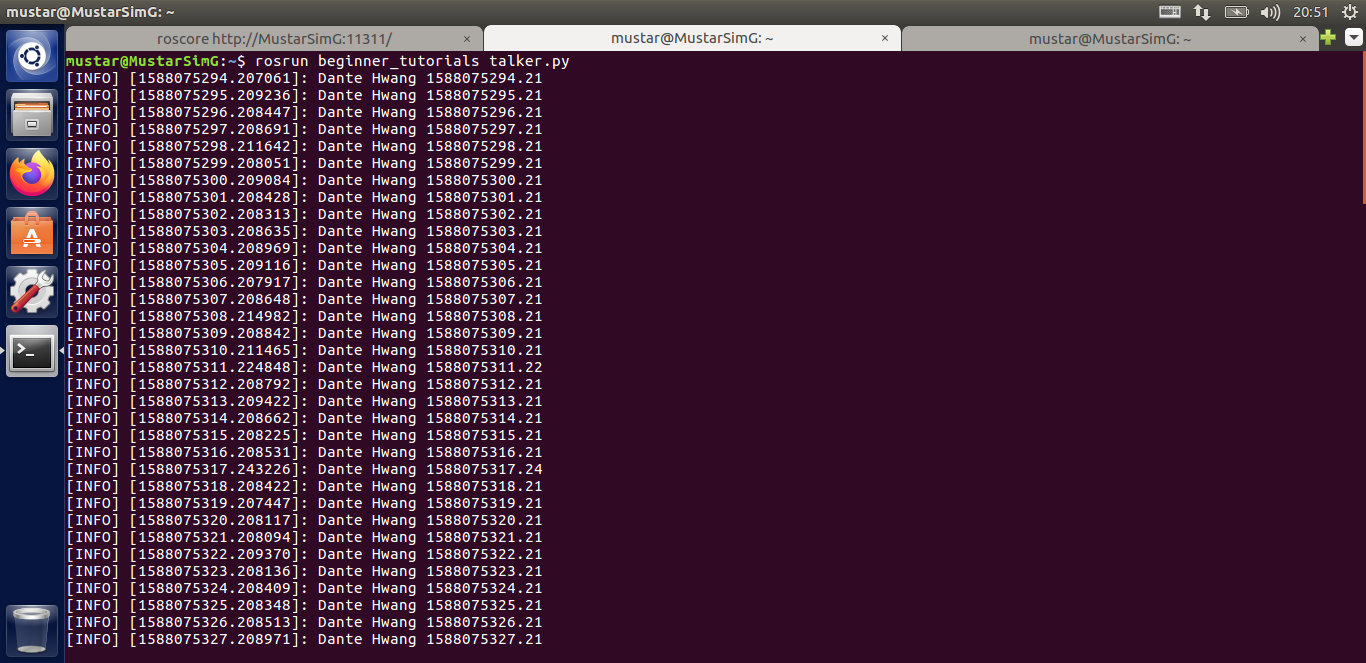 mustar@MustarSimG: ~
20:51
roscore http://MustarSimG:11311/ ×
mustar@MustarSimG: ~ ×
mustar@MustarSimG: ~ ×
mustar@MustarSimG:~$ rosrun beginner_tutorials talker.py
[INFO] [1588075294.207061]: Dante Hwang 1588075294.21
[INFO] [1588075295.209236]: Dante Hwang 1588075295.21
[INFO] [1588075296.208447]: Dante Hwang 1588075296.21
[INFO] [1588075297.208691]: Dante Hwang 1588075297.21
[INFO] [1588075298.211642]: Dante Hwang 1588075298.21
[INFO] [1588075299.208051]: Dante Hwang 1588075299.21
[INFO] [1588075300.209084]: Dante Hwang 1588075300.21
[INFO] [1588075301.208428]: Dante Hwang 1588075301.21
[INFO] [1588075302.208313]: Dante Hwang 1588075302.21
[INFO] [1588075303.208635]: Dante Hwang 1588075303.21
[INFO] [1588075304.208969]: Dante Hwang 1588075304.21
[INFO] [1588075305.209116]: Dante Hwang 1588075305.21
[INFO] [1588075306.207917]: Dante Hwang 1588075306.21
[INFO] [1588075307.208648]: Dante Hwang 1588075307.21
[INFO] [1588075308.214982]: Dante Hwang 1588075308.21
[INFO] [1588075309.208842]: Dante Hwang 1588075309.21
[INFO] [1588075310.211465]: Dante Hwang 1588075310.21
[INFO] [1588075311.224848]: Dante Hwang 1588075311.22
[INFO] [1588075312.208792]: Dante Hwang 1588075312.21
[INFO] [1588075313.209422]: Dante Hwang 1588075313.21
[INFO] [1588075314.208662]: Dante Hwang 1588075314.21
[INFO] [1588075315.208225]: Dante Hwang 1588075315.21
[INFO] [1588075316.208531]: Dante Hwang 1588075316.21
[INFO] [1588075317.243226]: Dante Hwang 1588075317.24
[INFO] [1588075318.208422]: Dante Hwang 1588075318.21
[INFO] [1588075319.207447]: Dante Hwang 1588075319.21
[INFO] [1588075320.208117]: Dante Hwang 1588075320.21
[INFO] [1588075321.208094]: Dante Hwang 1588075321.21
[INFO] [1588075322.209370]: Dante Hwang 1588075322.21
[INFO] [1588075323.208136]: Dante Hwang 1588075323.21
[INFO] [1588075324.208409]: Dante Hwang 1588075324.21
[INFO] [1588075325.208348]: Dante Hwang 1588075325.21
[INFO] [1588075326.208513]: Dante Hwang 1588075326.21
[INFO] [1588075327.208971]: Dante Hwang 1588075327.21